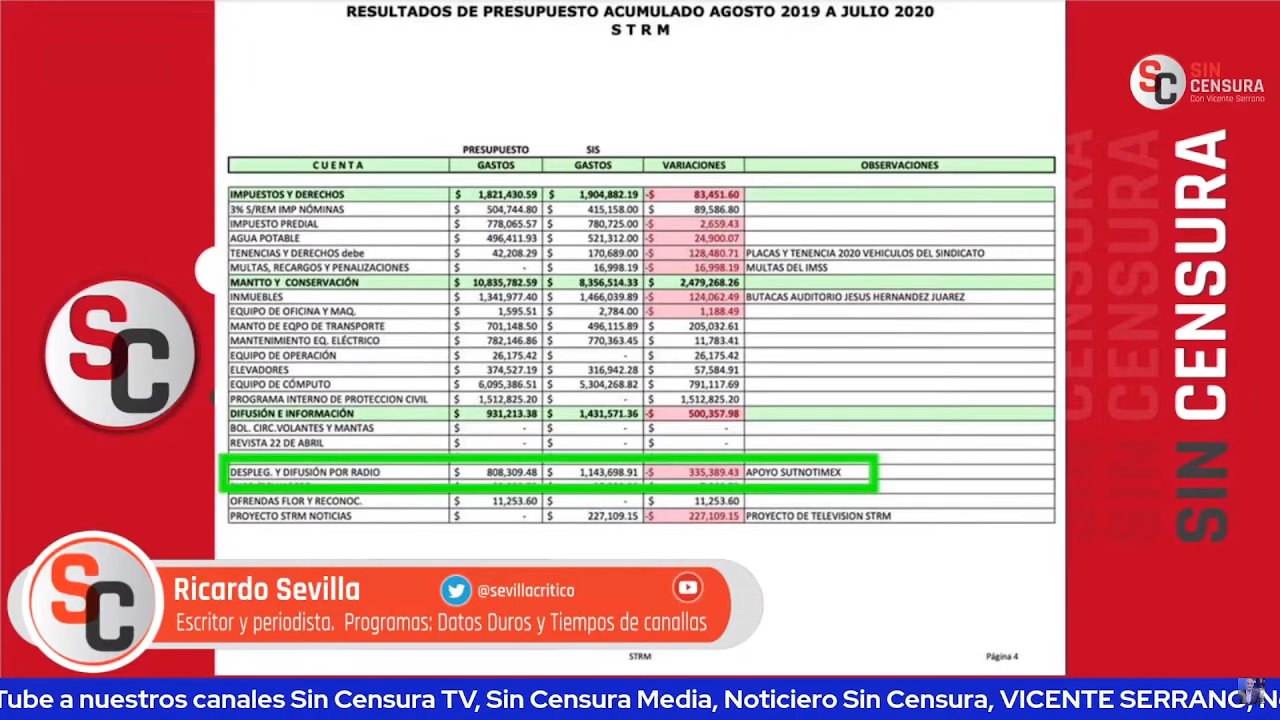 RESULTADOS DE PRESUPUESTO ACUMULADO AGOSTO 2019 A JULIO 2020
S T R M
SC SIN CENSURA
Con Vicente Serrano
PRESUPUESTO SIS
C U E N T A GASTOS GASTOS VARIACIONES OBSERVACIONES
IMPUESTOS Y DERECHOS $ 1,821,430.59 $ 1,904,882.19 -$ 83,451.60
3% S/REM IMP NÓMINAS $ 504,744.80 $ 415,158.00 $ 89,586.80
IMPUESTO PREDIAL $ 778,065.57 $ 780,725.00 -$ 2,659.43
AGUA POTABLE $ 496,411.93 $ 521,312.00 -$ 24,900.07
TENENCIAS Y DERECHOS debe $ 42,208.29 $ 170,689.00 -$ 128,480.71 PLACAS Y TENENCIA 2020 VEHICULOS DEL SINDICATO
MULTAS, RECARGOS Y PENALIZACIONES $ - $ 16,998.19 -$ 16,998.19 MULTAS DEL IMSS
MANTTO Y CONSERVACIÓN $ 10,835,782.59 $ 8,356,514.33 $ 2,479,268.26
INMUEBLES $ 1,341,977.40 $ 1,466,039.89 -$ 124,062.49 BUTACAS AUDITORIO JESUS HERNANDEZ JUAREZ
EQUIPO DE OFICINA Y MAQ. $ 1,595.51 $ 2,784.00 -$ 1,188.49
MANTO DE EQPO DE TRANSPORTE $ 701,148.50 $ 496,115.89 $ 205,032.61
MANTENIMIENTO EQ. ELÉCTRICO $ 782,146.86 $ 770,363.45 $ 11,783.41
EQUIPO DE OPERACIÓN $ 26,175.42 $ - $ 26,175.42
ELEVADORES $ 374,527.19 $ 316,942.28 $ 57,584.91
EQUIPO DE CÓMPUTO $ 6,095,386.51 $ 5,304,268.82 $ 791,117.69
PROGRAMA INTERNO DE PROTECCION CIVIL $ 1,512,825.20 $ - $ 1,512,825.20
DIFUSIÓN E INFORMACIÓN $ 931,213.38 $ 1,431,571.36 -$ 500,357.98
BOL. CIRC.VOLANTES Y MANTAS $ - $ - $ -
REVISTA 22 DE ABRIL $ - $ - $ -
DESPLEG. Y DIFUSIÓN POR RADIO $ 808,309.48 $ 1,143,698.91 -$ 335,389.43 APOYO SUTNOTIMEX
OFRENDAS FLOR Y RECONOC. $ 11,253.60 $ - $ 11,253.60
PROYECTO STRM NOTICIAS $ - $ 227,109.15 -$ 227,109.15 PROYECTO DE TELEVISION STRM
SC
SIN CENSURA
CENSURA
CENSURA
SC
Ricardo Sevilla @sevillacritico
Escritor y periodista. Programas: Datos Duros y Tiempos de canallas
STRM Página 4
Tube a nuestros canales Sin Censura TV, Sin Censura Media, Noticiero Sin Censura, VICENTE SERRANO, N